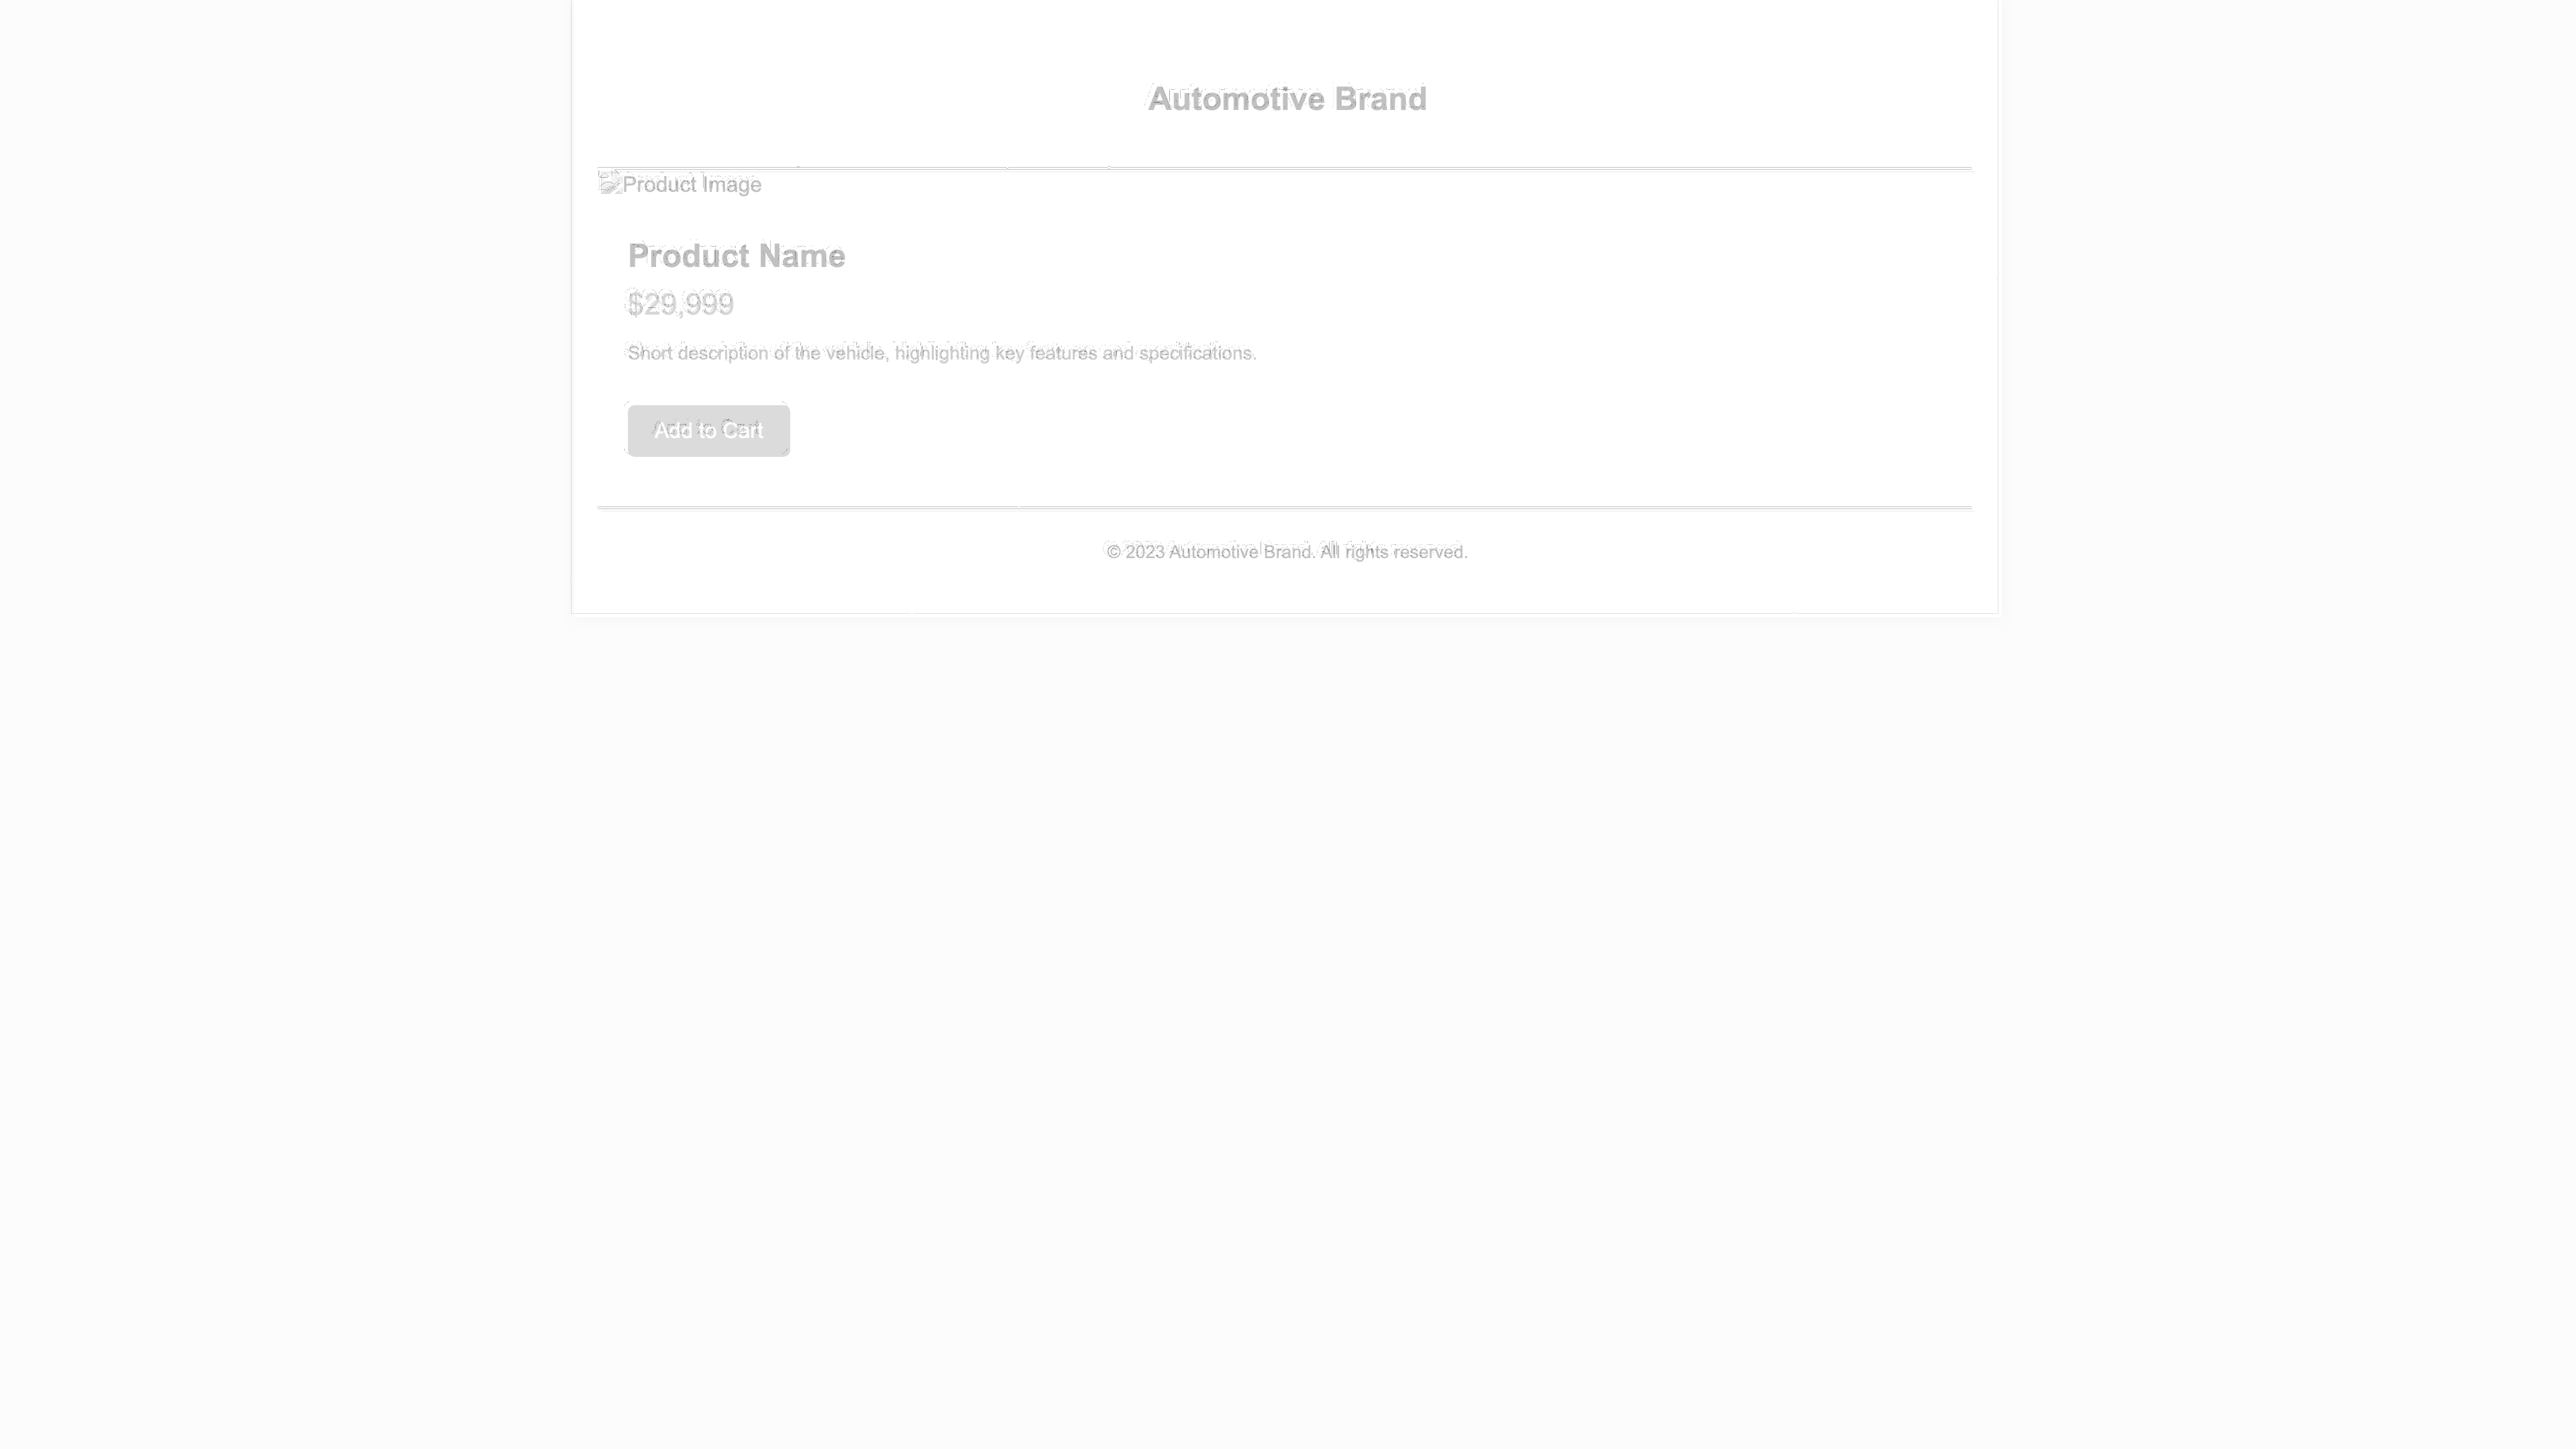 Automotive Brand
Product Image
Product Name
$29,999
Short description of the vehicle, highlighting key features and specifications.
Add to Cart
© 2023 Automotive Brand. All rights reserved.